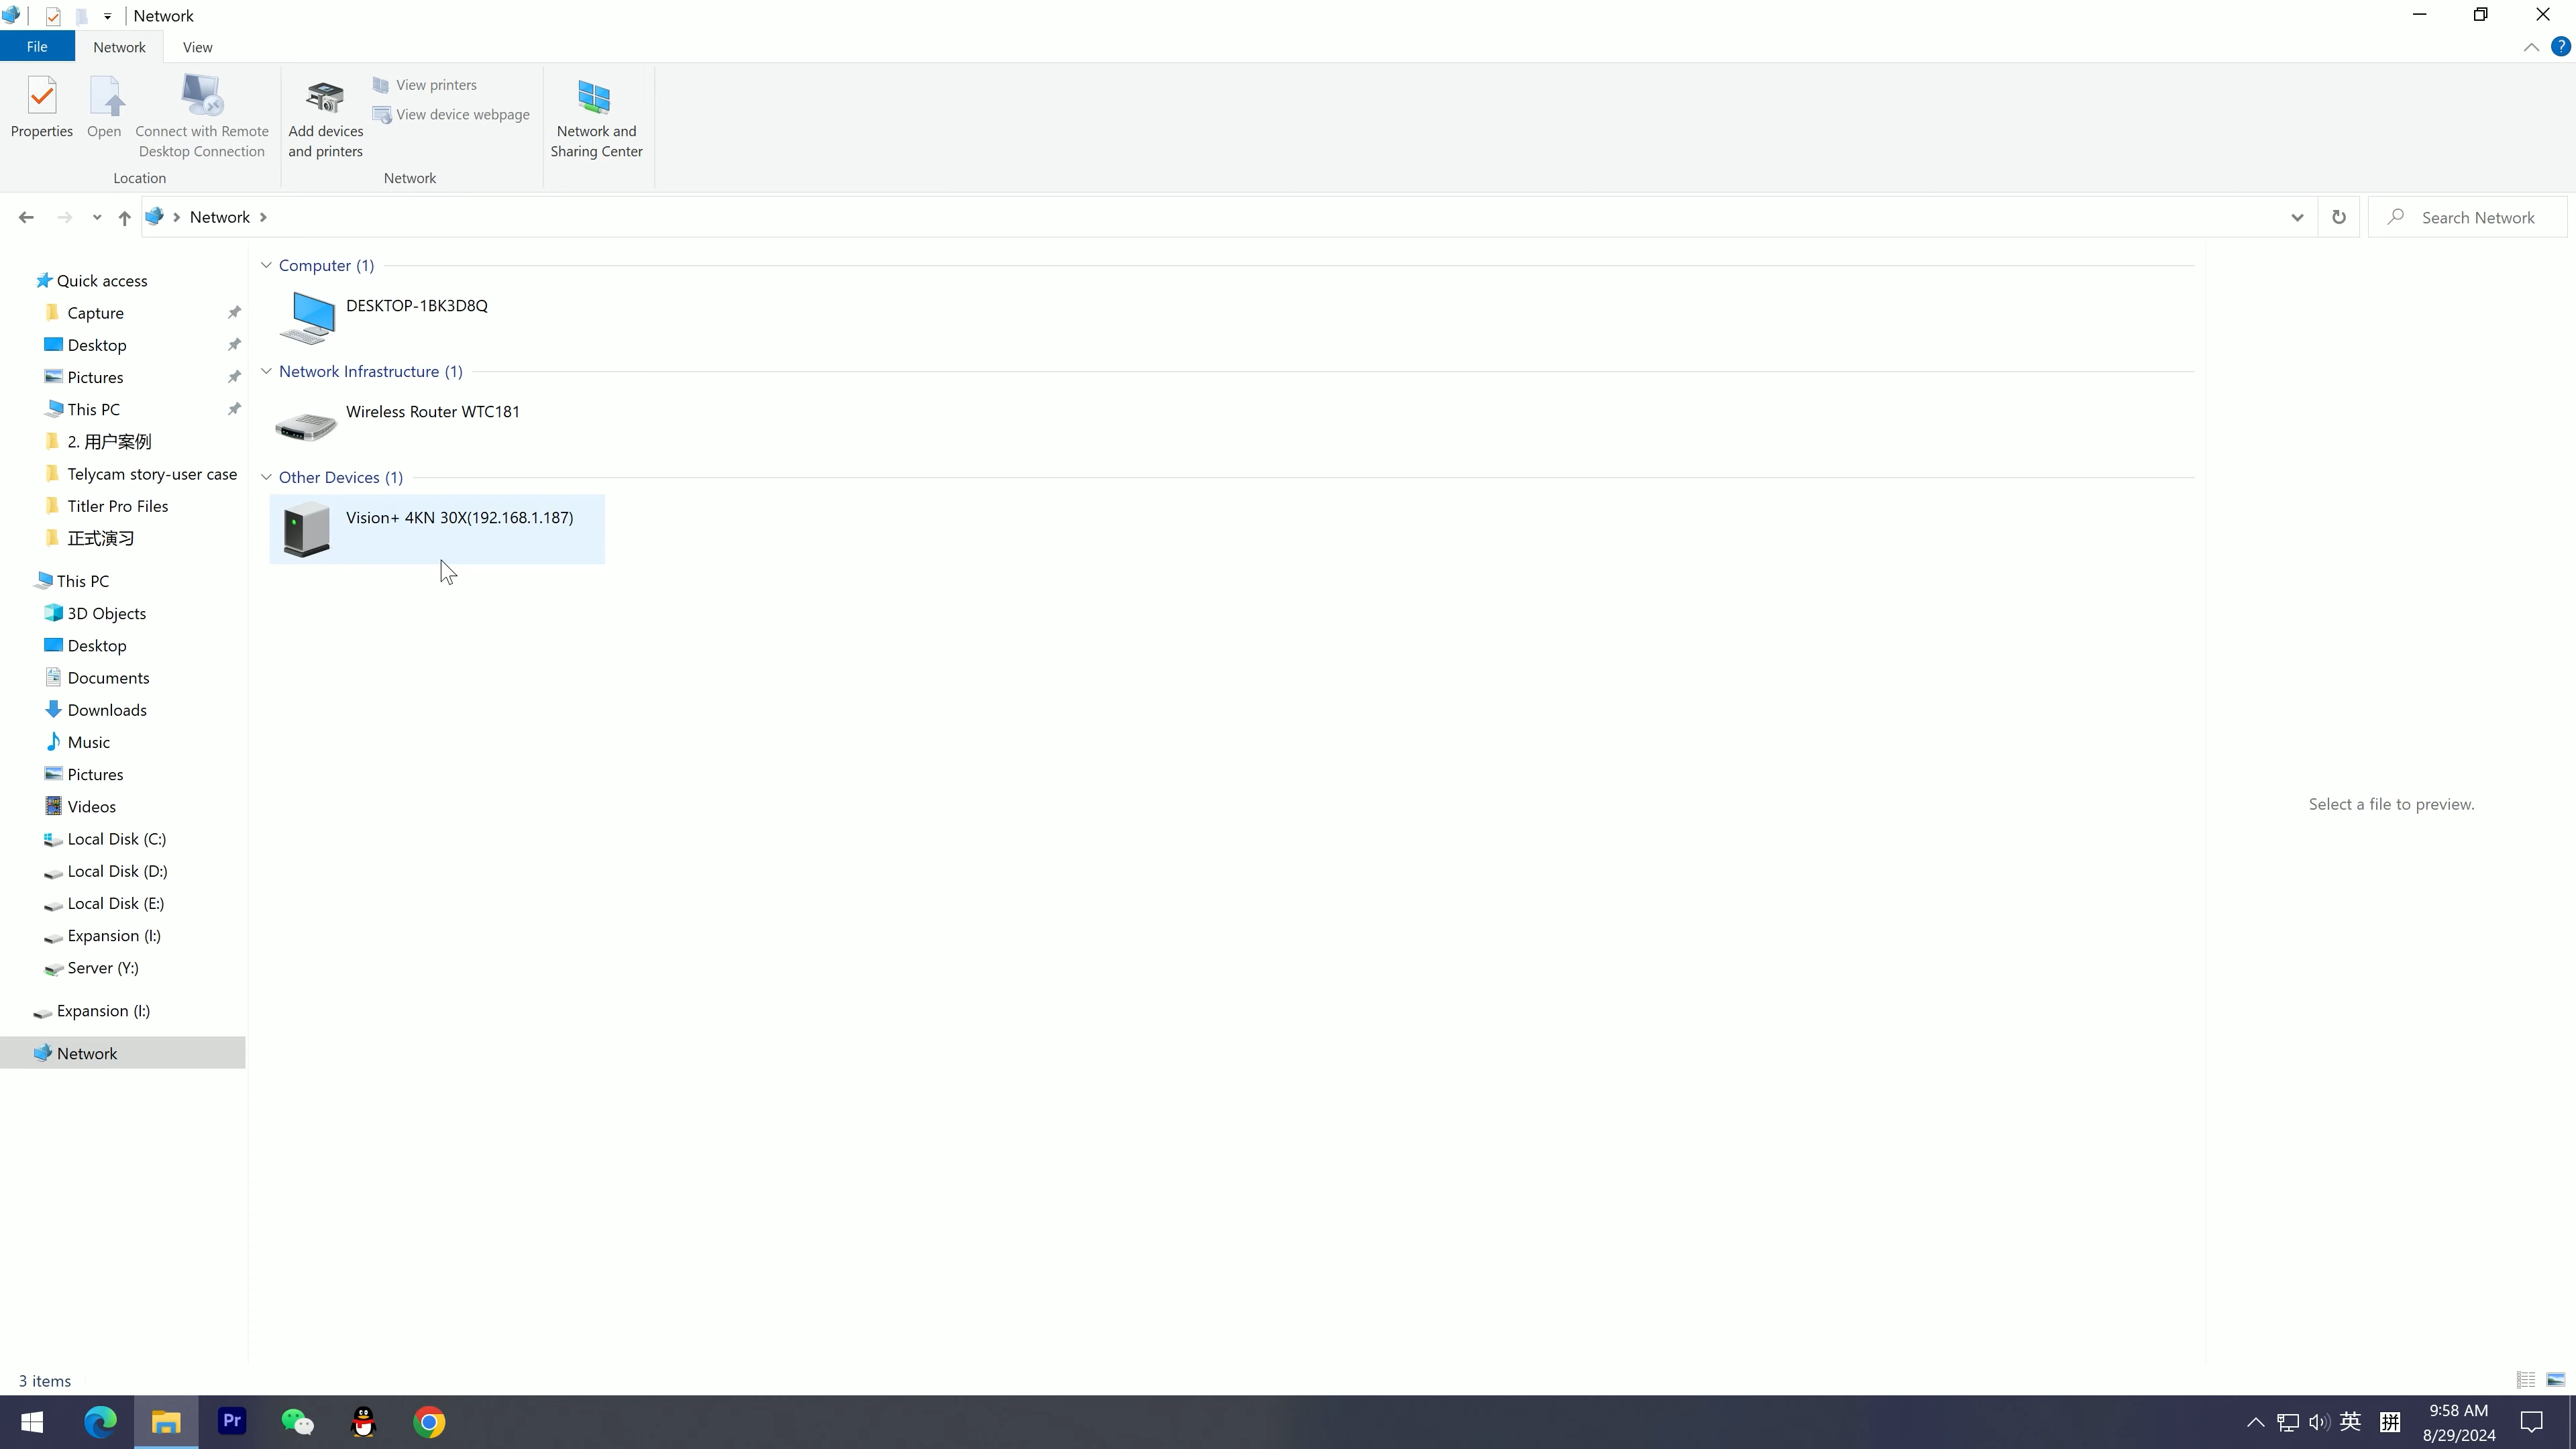 Network
File
Network
View
Properties
Open
Connect with Remote
Desktop Connection
Location
Add devices
and printers
View printers
View device webpage
Network
Network and
Sharing Center
Network
Search Network
Quick access
Capture
Desktop
Pictures
This PC
2. 用户案例
Telycam story-user case
Titler Pro Files
正式演习
This PC
3D Objects
Desktop
Documents
Downloads
Music
Pictures
Videos
Local Disk (C:)
Local Disk (D:)
Local Disk (E:)
Expansion (I:)
Server (Y:)
Expansion (I:)
Network
Computer (1)
DESKTOP-1BK3D8Q
Network Infrastructure (1)
Wireless Router WTC181
Other Devices (1)
Vision+ 4KN 30X(192.168.1.187)
Select a file to preview.
3 items
Pr
英
拼
9:58 AM
8/29/2024